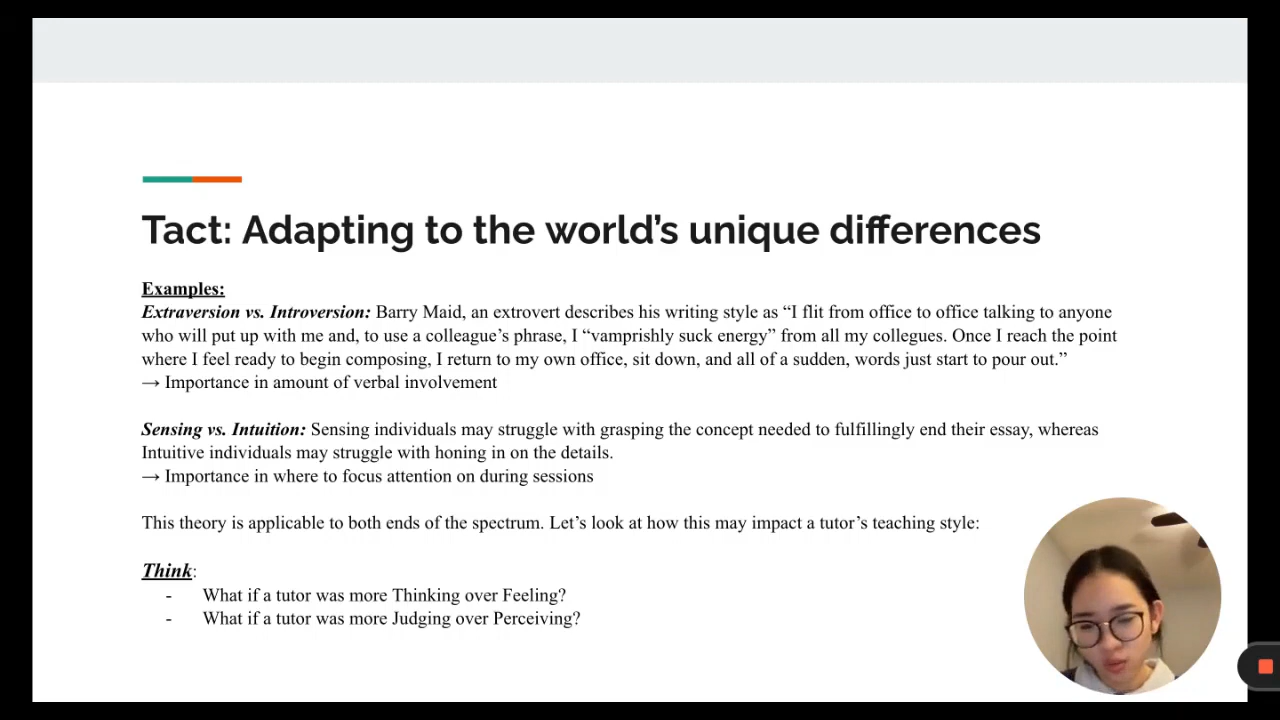 Tact: Adapting to the world’s unique differences
Examples:
Extraversion vs. Introversion: Barry Maid, an extrovert describes his writing style as “I flit from office to office talking to anyone
who will put up with me and, to use a colleague’s phrase, I “vamprishly suck energy” from all my collegues. Once I reach the point
where I feel ready to begin composing, I return to my own office, sit down, and all of a sudden, words just start to pour out.”
→ Importance in amount of verbal involvement
Sensing vs. Intuition: Sensing individuals may struggle with grasping the concept needed to fulfillingly end their essay, whereas
Intuitive individuals may struggle with honing in on the details.
→ Importance in where to focus attention on during sessions
This theory is applicable to both ends of the spectrum. Let’s look at how this may impact a tutor’s teaching style:
Think:
- What if a tutor was more Thinking over Feeling?
- What if a tutor was more Judging over Perceiving?